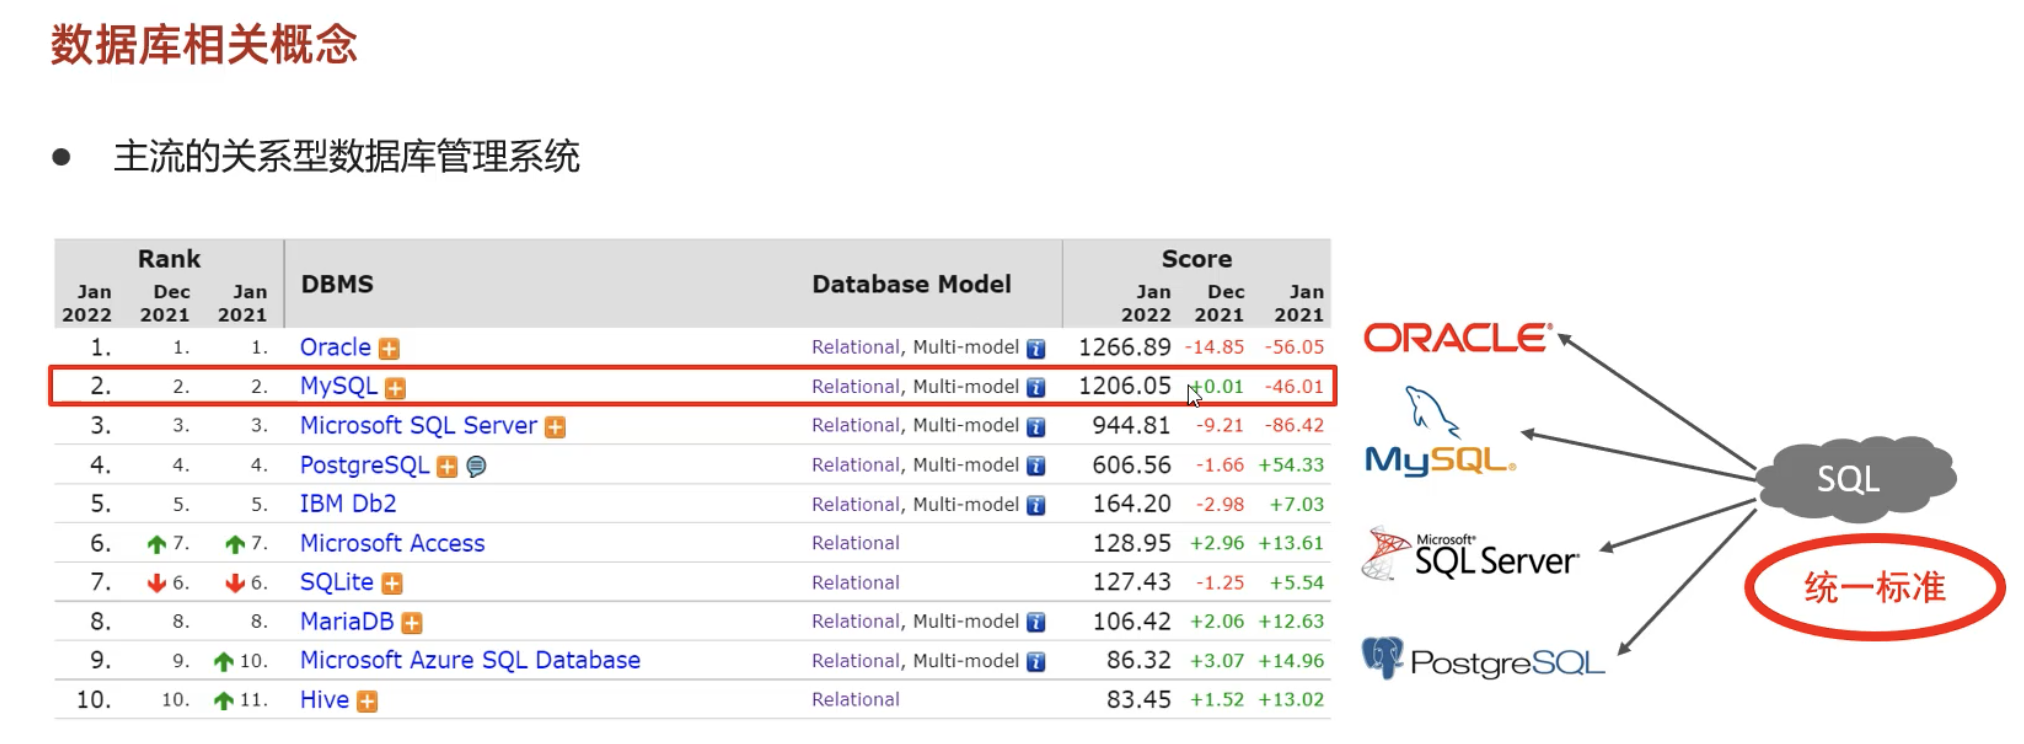 数据库相关概念
● 主流的关系型数据库管理系统
Rank Score
DBMS Database Model
Jan Dec Jan Jan Dec Jan
2022 2021 2021 2022 2021 2021
1. 1. 1. Oracle Relational, Multi-model 1266.89 -14.85 -56.05
2. 2. 2. MySQL Relational, Multi-model 1206.05 +0.01 -46.01
3. 3. 3. Microsoft SQL Server Relational, Multi-model 944.81 -9.21 -86.42
4. 4. 4. PostgreSQL Relational, Multi-model 606.56 -1.66 +54.33
5. 5. 5. IBM Db2 Relational, Multi-model 164.20 -2.98 +7.03
6. 7. 7. Microsoft Access Relational 128.95 +2.96 +13.61
7. 6. 6. SQLite Relational 127.43 -1.25 +5.54
8. 8. 8. MariaDB Relational, Multi-model 106.42 +2.06 +12.63
9. 9. 10. Microsoft Azure SQL Database Relational, Multi-model 86.32 +3.07 +14.96
10. 10. 11. Hive Relational 83.45 +1.52 +13.02
ORACLE®
MySQL®
Microsoft®
SQL Server®
PostgreSQL
SQL
统一标准